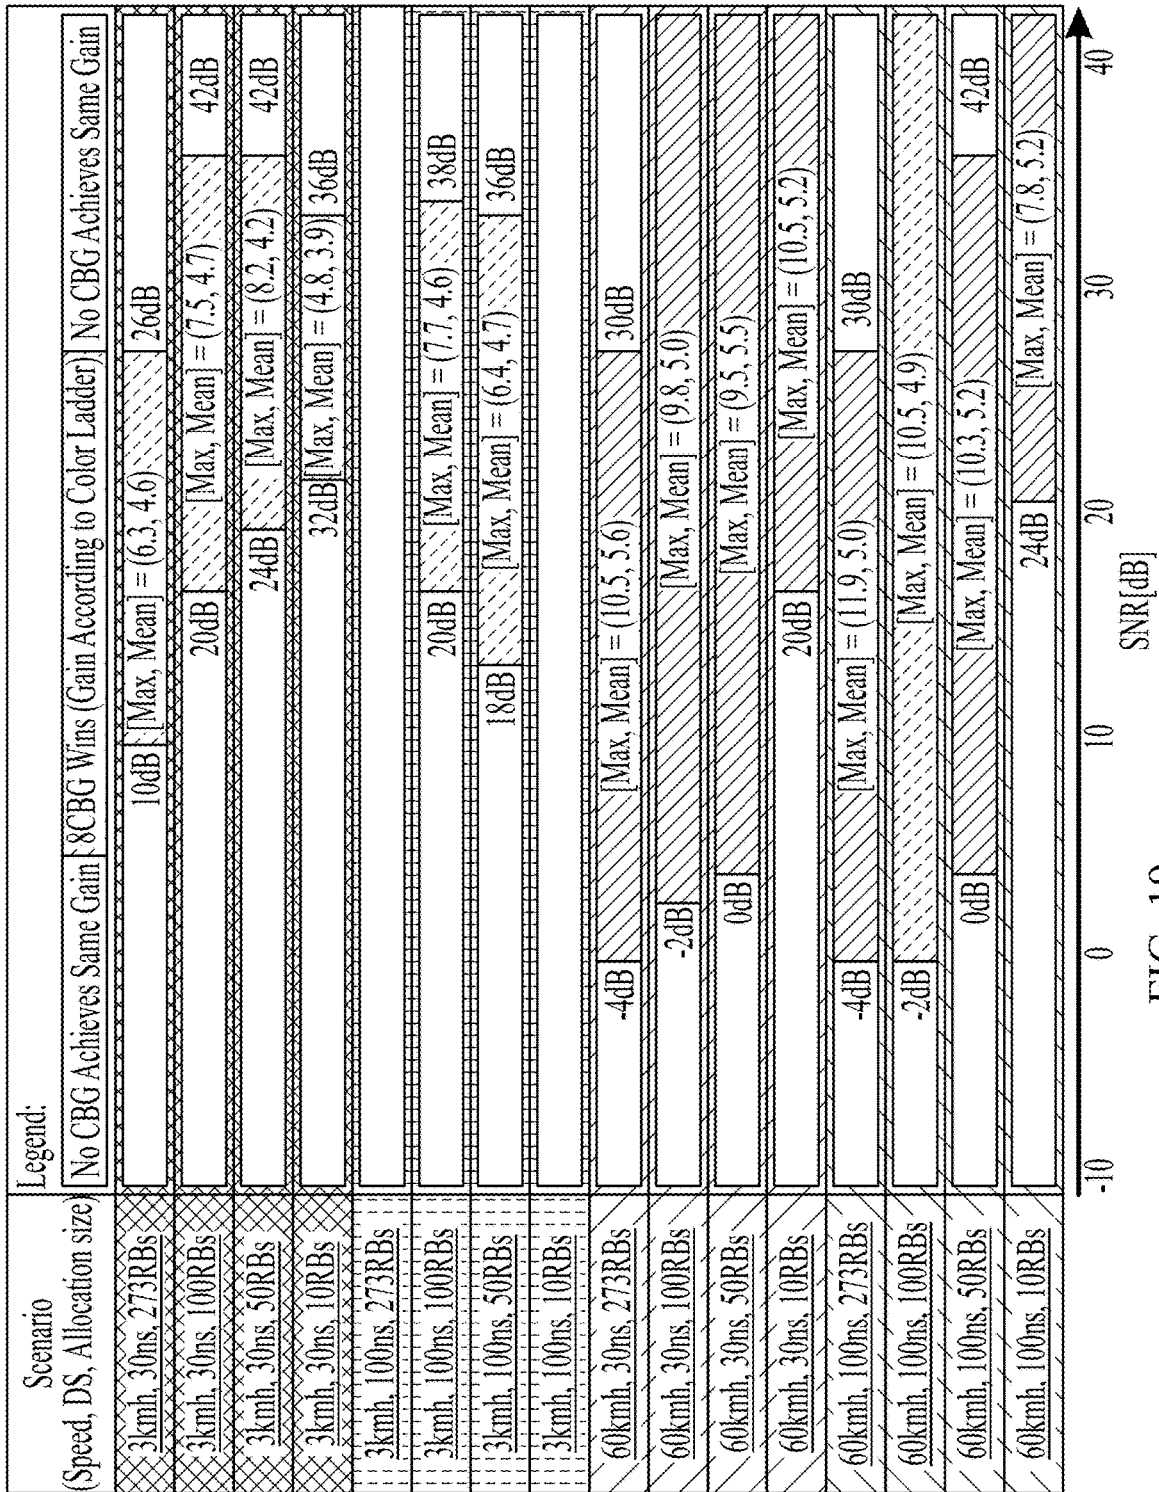 Scenario
(Speed, DS, Allocation size)
Legend:
No CBG Achieves Same Gain
8CBG Wins (Gain According to Color Ladder)
No CBG Achieves Same Gain
3kmh, 30ns, 273RBs
10dB
[Max, Mean] = (6.3, 4.6)
26dB
3kmh, 30ns, 100RBs
20dB
[Max, Mean] = (7.5, 4.7)
42dB
3kmh, 30ns, 50RBs
24dB
[Max, Mean] = (8.2, 4.2)
42dB
3kmh, 30ns, 10RBs
32dB
[Max, Mean] = (4.8, 3.9)
36dB
3kmh, 100ns, 273RBs
3kmh, 100ns, 100RBs
20dB
[Max, Mean] = (7.7, 4.6)
38dB
3kmh, 100ns, 50RBs
18dB
[Max, Mean] = (6.4, 4.7)
36dB
3kmh, 100ns, 10RBs
60kmh, 30ns, 273RBs
-4dB
[Max, Mean] = (10.5, 5.6)
30dB
60kmh, 30ns, 100RBs
-2dB
[Max, Mean] = (9.8, 5.0)
60kmh, 30ns, 50RBs
0dB
[Max, Mean] = (9.5, 5.5)
60kmh, 30ns, 10RBs
20dB
[Max, Mean] = (10.5, 5.2)
60kmh, 100ns, 273RBs
-4dB
[Max, Mean] = (11.9, 5.0)
30dB
60kmh, 100ns, 100RBs
-2dB
[Max, Mean] = (10.5, 4.9)
60kmh, 100ns, 50RBs
0dB
[Max, Mean] = (10.3, 5.2)
42dB
60kmh, 100ns, 10RBs
24dB
[Max, Mean] = (7.8, 5.2)
-10 0 10 20 30 40
SNR[dB]